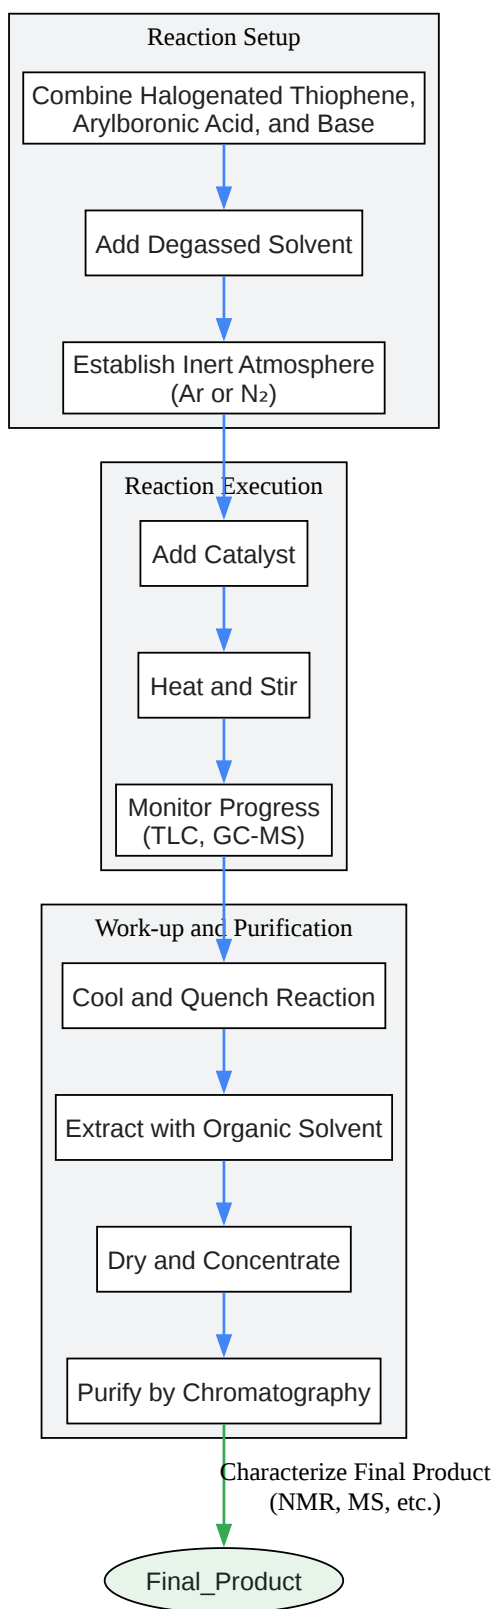 Reaction Setup
Combine Halogenated Thiophene,
Arylboronic Acid, and Base
Add Degassed Solvent
Establish Inert Atmosphere
(Ar or N₂)
Reaction Execution
Add Catalyst
Heat and Stir
Monitor Progress
(TLC, GC-MS)
Work-up and Purification
Cool and Quench Reaction
Extract with Organic Solvent
Dry and Concentrate
Purify by Chromatography
Characterize Final Product
(NMR, MS, etc.)
Final_Product